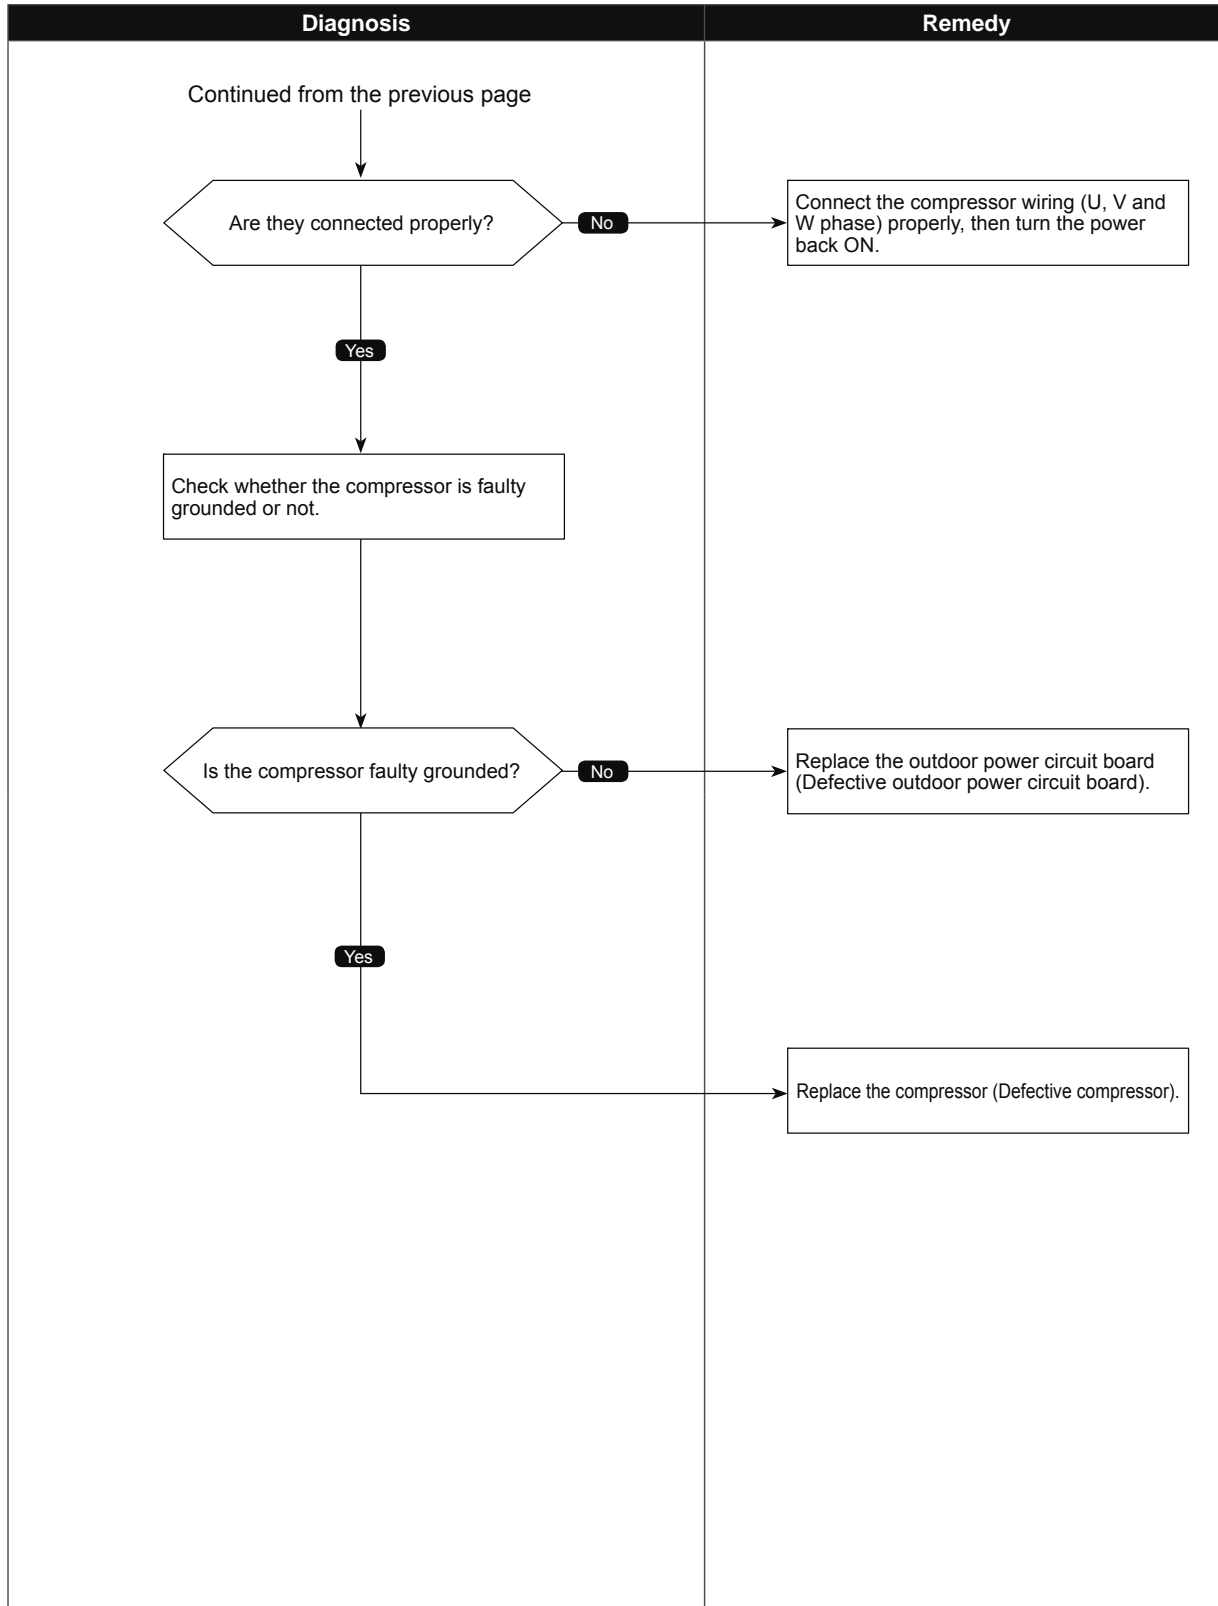 Diagnosis
Remedy
Continued from the previous page
Are they connected properly?
No
Connect the compressor wiring (U, V and
W phase) properly, then turn the power
back ON.
Yes
Check whether the compressor is faulty
grounded or not.
Is the compressor faulty grounded?
No
Replace the outdoor power circuit board
(Defective outdoor power circuit board).
Yes
Replace the compressor (Defective compressor).